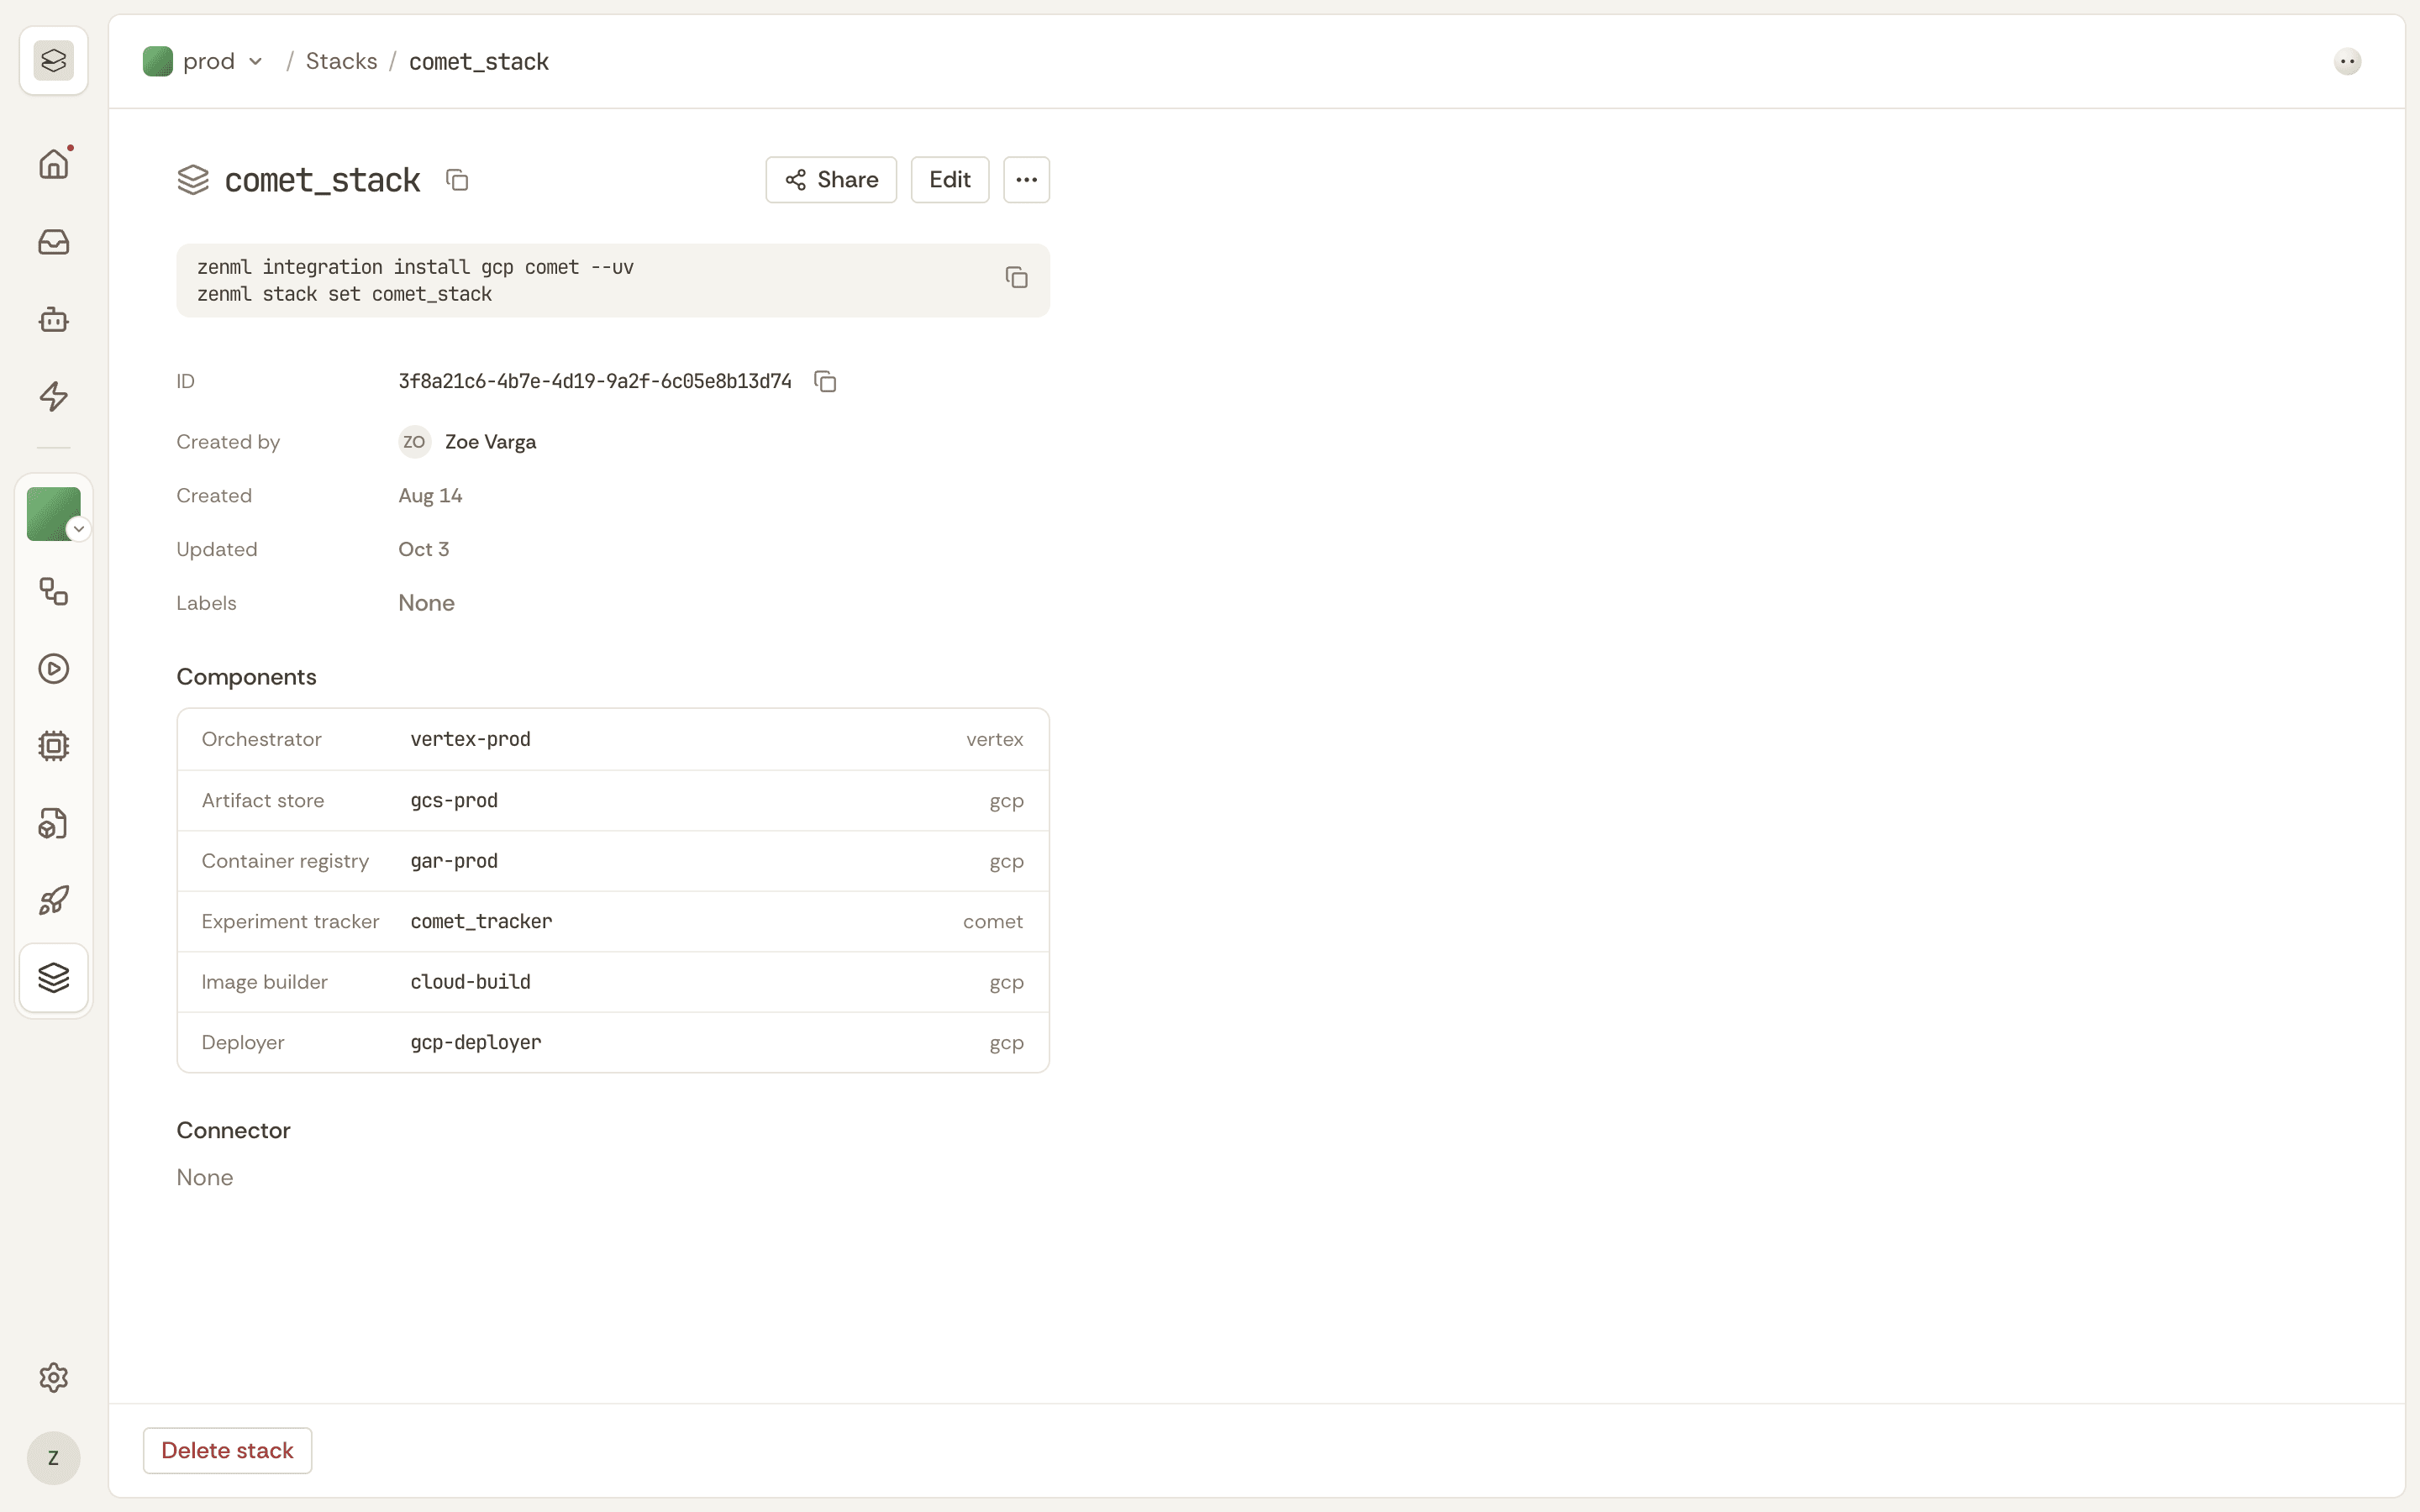 prod / Stacks / comet_stack
comet_stack
Share
Edit
zenml integration install gcp comet --uv
zenml stack set comet_stack
ID 3f8a21c6-4b7e-4d19-9a2f-6c05e8b13d74
Created by ZO Zoe Varga
Created Aug 14
Updated Oct 3
Labels None
Components
Orchestrator vertex-prod vertex
Artifact store gcs-prod gcp
Container registry gar-prod gcp
Experiment tracker comet_tracker comet
Image builder cloud-build gcp
Deployer gcp-deployer gcp
Connector
None
Delete stack
Z